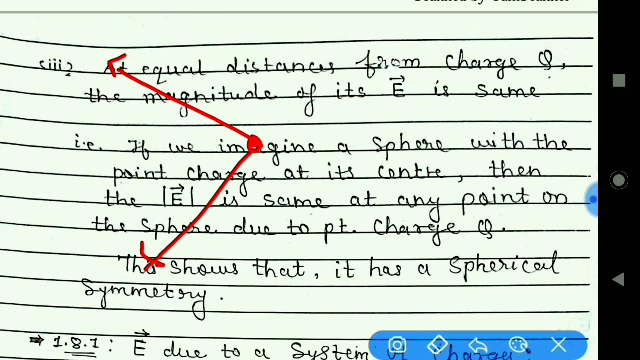 (iii) At equal distances from Charge Q,
the magnitude of its E⃗ is same
i.e. If we imagine a Sphere with the
point charge at its centre, then
the |E⃗| is same at any point on
the Sphere due to pt. Charge Q.
This shows that, it has a Spherical
Symmetry.
⇒ 1.8.1 : E⃗ due to a System of Charge: